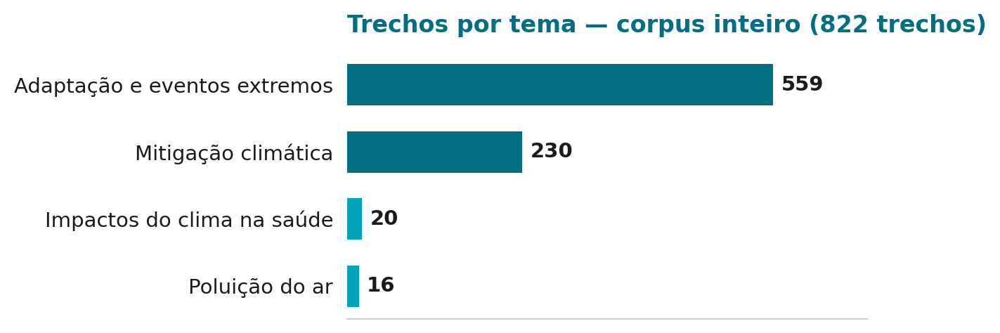 Trechos por tema — corpus inteiro (822 trechos)
Adaptação e eventos extremos 559
Mitigação climática 230
Impactos do clima na saúde 20
Poluição do ar 16